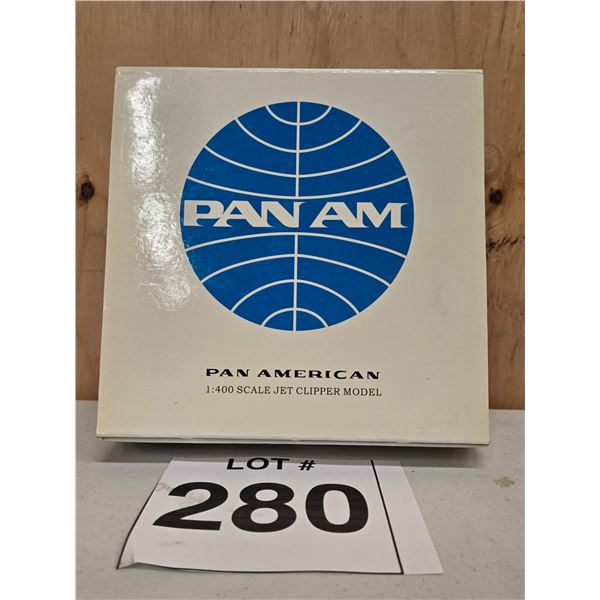 PAN AM
PAN AMERICAN
1:400 SCALE JET CLIPPER MODEL
LOT #
280